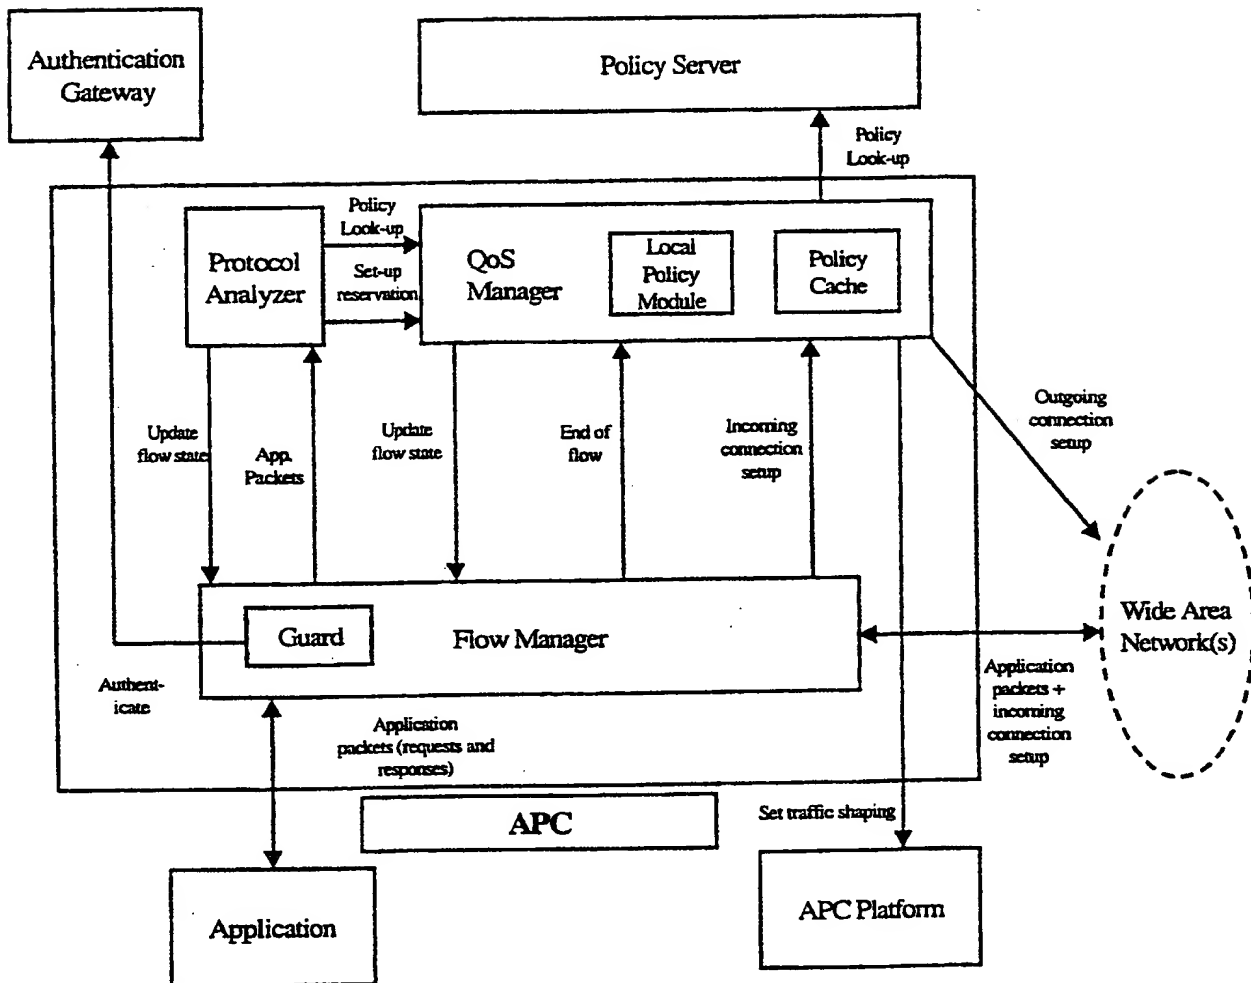 Authentication
Gateway
Policy Server
Policy
Look-up
Policy
Look-up
Set-up
reservation
Protocol
Analyzer
QoS
Manager
Local
Policy
Module
Policy
Cache
Update
flow state
App.
Packets
Update
flow state
End of
flow
Incoming
connection
setup
Outgoing
connection
setup
Guard
Flow Manager
Wide Area
Network(s)
Authent-
icate
Application
packets (requests and
responses)
Application
packets +
incoming
connection
setup
APC
Set traffic shaping
Application
APC Platform